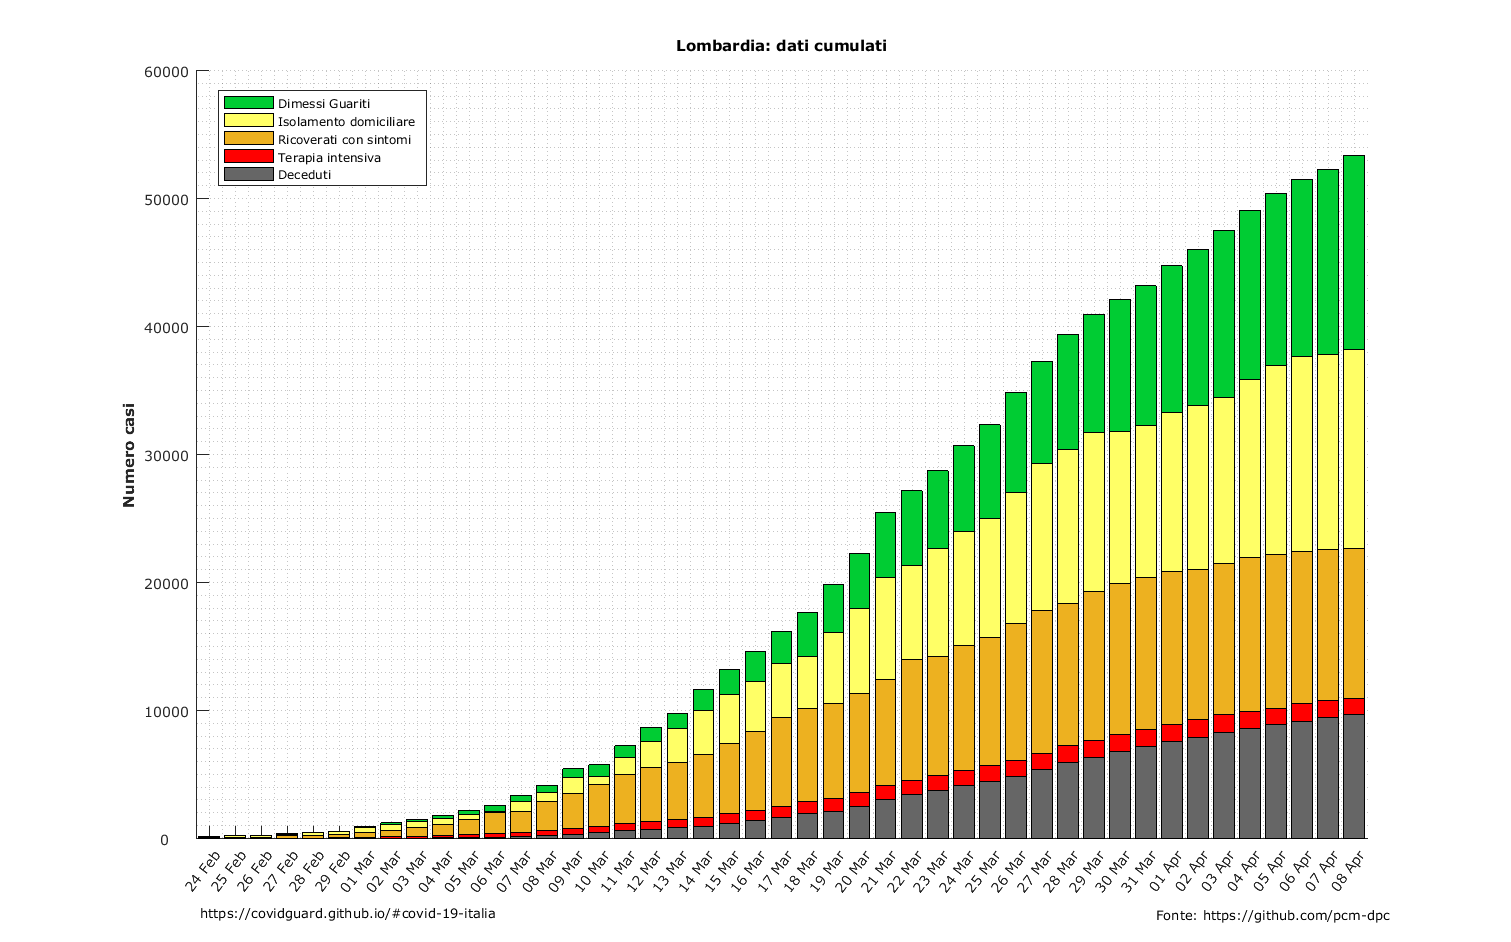 Lombardia: dati cumulati
60000
50000
40000
30000
20000
10000
0
Numero casi
Dimessi Guariti
Isolamento domiciliare
Ricoverati con sintomi
Terapia intensiva
Deceduti
24 Feb
25 Feb
26 Feb
27 Feb
28 Feb
29 Feb
01 Mar
02 Mar
03 Mar
04 Mar
05 Mar
06 Mar
07 Mar
08 Mar
09 Mar
10 Mar
11 Mar
12 Mar
13 Mar
14 Mar
15 Mar
16 Mar
17 Mar
18 Mar
19 Mar
20 Mar
21 Mar
22 Mar
23 Mar
24 Mar
25 Mar
26 Mar
27 Mar
28 Mar
29 Mar
30 Mar
31 Mar
01 Apr
02 Apr
03 Apr
04 Apr
05 Apr
06 Apr
07 Apr
08 Apr
https://covidguard.github.io/#covid-19-italia
Fonte: https://github.com/pcm-dpc